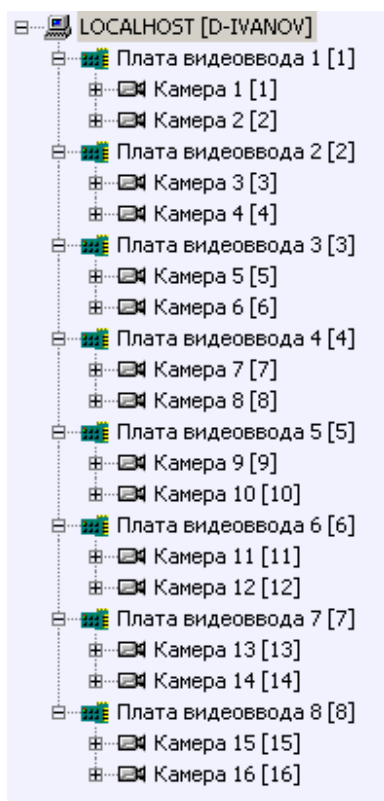 LOCALHOST [D-IVANOV]
Плата видеоввода 1 [1]
Камера 1 [1]
Камера 2 [2]
Плата видеоввода 2 [2]
Камера 3 [3]
Камера 4 [4]
Плата видеоввода 3 [3]
Камера 5 [5]
Камера 6 [6]
Плата видеоввода 4 [4]
Камера 7 [7]
Камера 8 [8]
Плата видеоввода 5 [5]
Камера 9 [9]
Камера 10 [10]
Плата видеоввода 6 [6]
Камера 11 [11]
Камера 12 [12]
Плата видеоввода 7 [7]
Камера 13 [13]
Камера 14 [14]
Плата видеоввода 8 [8]
Камера 15 [15]
Камера 16 [16]